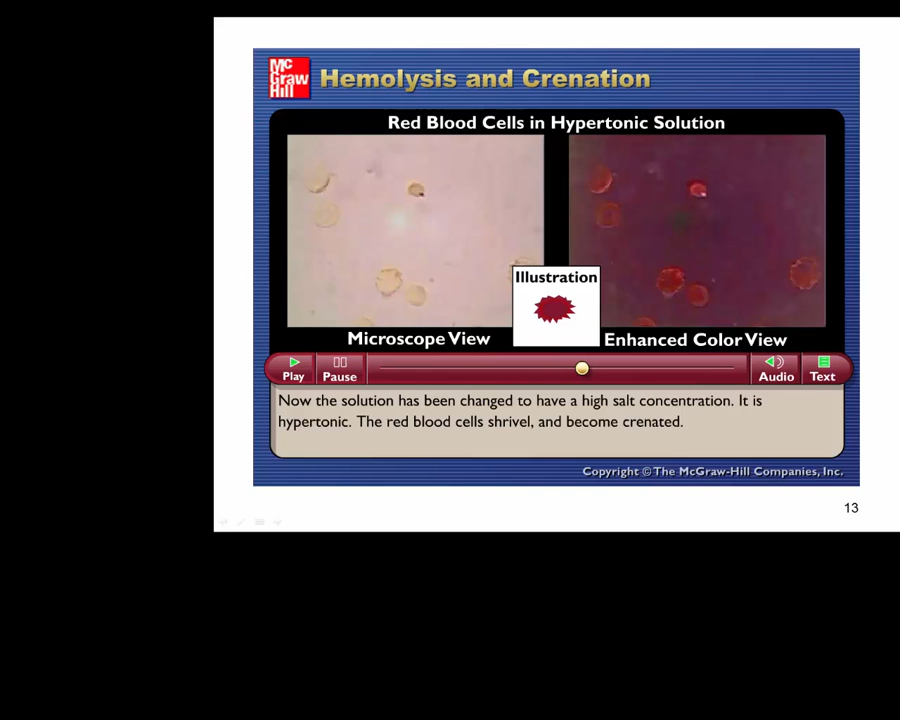 Mc
Graw
Hill
Hemolysis and Crenation
Red Blood Cells in Hypertonic Solution
Illustration
Microscope View
Enhanced Color View
Play
Pause
Audio
Text
Now the solution has been changed to have a high salt concentration. It is
hypertonic. The red blood cells shrivel, and become crenated.
Copyright © The McGraw-Hill Companies, Inc.
13